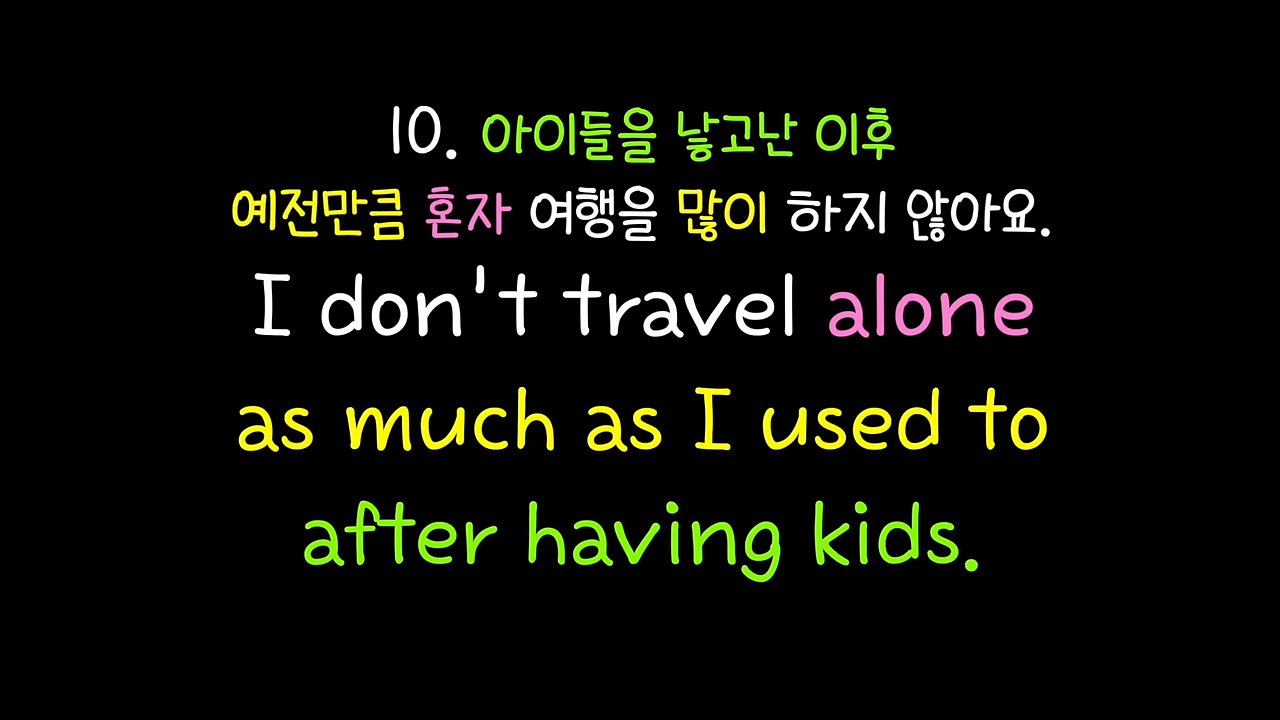 10. 아이들을 낳고난 이후
예전만큼 혼자 여행을 많이 하지 않아요.
I don't travel alone
as much as I used to
after having kids.